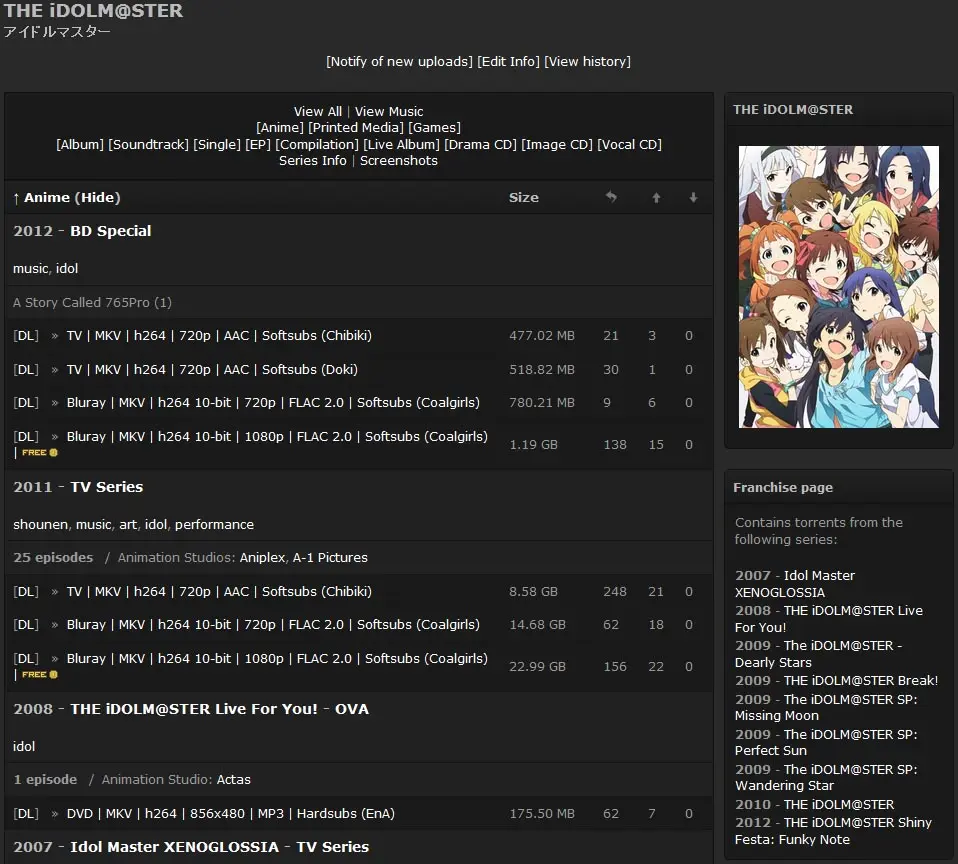 THE iDOLM@STER
アイドルマスター
[Notify of new uploads] [Edit Info] [View history]
View All | View Music
[Anime] [Printed Media] [Games]
[Album] [Soundtrack] [Single] [EP] [Compilation] [Live Album] [Drama CD] [Image CD] [Vocal CD]
Series Info | Screenshots
↑ Anime (Hide) Size
2012 - BD Special
music, idol
A Story Called 765Pro (1)
[DL] » TV | MKV | h264 | 720p | AAC | Softsubs (Chibiki) 477.02 MB 21 3 0
[DL] » TV | MKV | h264 | 720p | AAC | Softsubs (Doki) 518.82 MB 30 1 0
[DL] » Bluray | MKV | h264 10-bit | 720p | FLAC 2.0 | Softsubs (Coalgirls) 780.21 MB 9 6 0
[DL] » Bluray | MKV | h264 10-bit | 1080p | FLAC 2.0 | Softsubs (Coalgirls) 1.19 GB 138 15 0
| FREE
2011 - TV Series
shounen, music, art, idol, performance
25 episodes / Animation Studios: Aniplex, A-1 Pictures
[DL] » TV | MKV | h264 | 720p | AAC | Softsubs (Chibiki) 8.58 GB 248 21 0
[DL] » Bluray | MKV | h264 10-bit | 720p | FLAC 2.0 | Softsubs (Coalgirls) 14.68 GB 62 18 0
[DL] » Bluray | MKV | h264 10-bit | 1080p | FLAC 2.0 | Softsubs (Coalgirls) 22.99 GB 156 22 0
| FREE
2008 - THE iDOLM@STER Live For You! - OVA
idol
1 episode / Animation Studio: Actas
[DL] » DVD | MKV | h264 | 856x480 | MP3 | Hardsubs (EnA) 175.50 MB 62 7 0
2007 - Idol Master XENOGLOSSIA - TV Series
THE iDOLM@STER
Franchise page
Contains torrents from the
following series:
2007 - Idol Master
XENOGLOSSIA
2008 - THE iDOLM@STER Live
For You!
2009 - The iDOLM@STER -
Dearly Stars
2009 - THE iDOLM@STER Break!
2009 - The iDOLM@STER SP:
Missing Moon
2009 - The iDOLM@STER SP:
Perfect Sun
2009 - The iDOLM@STER SP:
Wandering Star
2010 - THE iDOLM@STER
2012 - THE iDOLM@STER Shiny
Festa: Funky Note